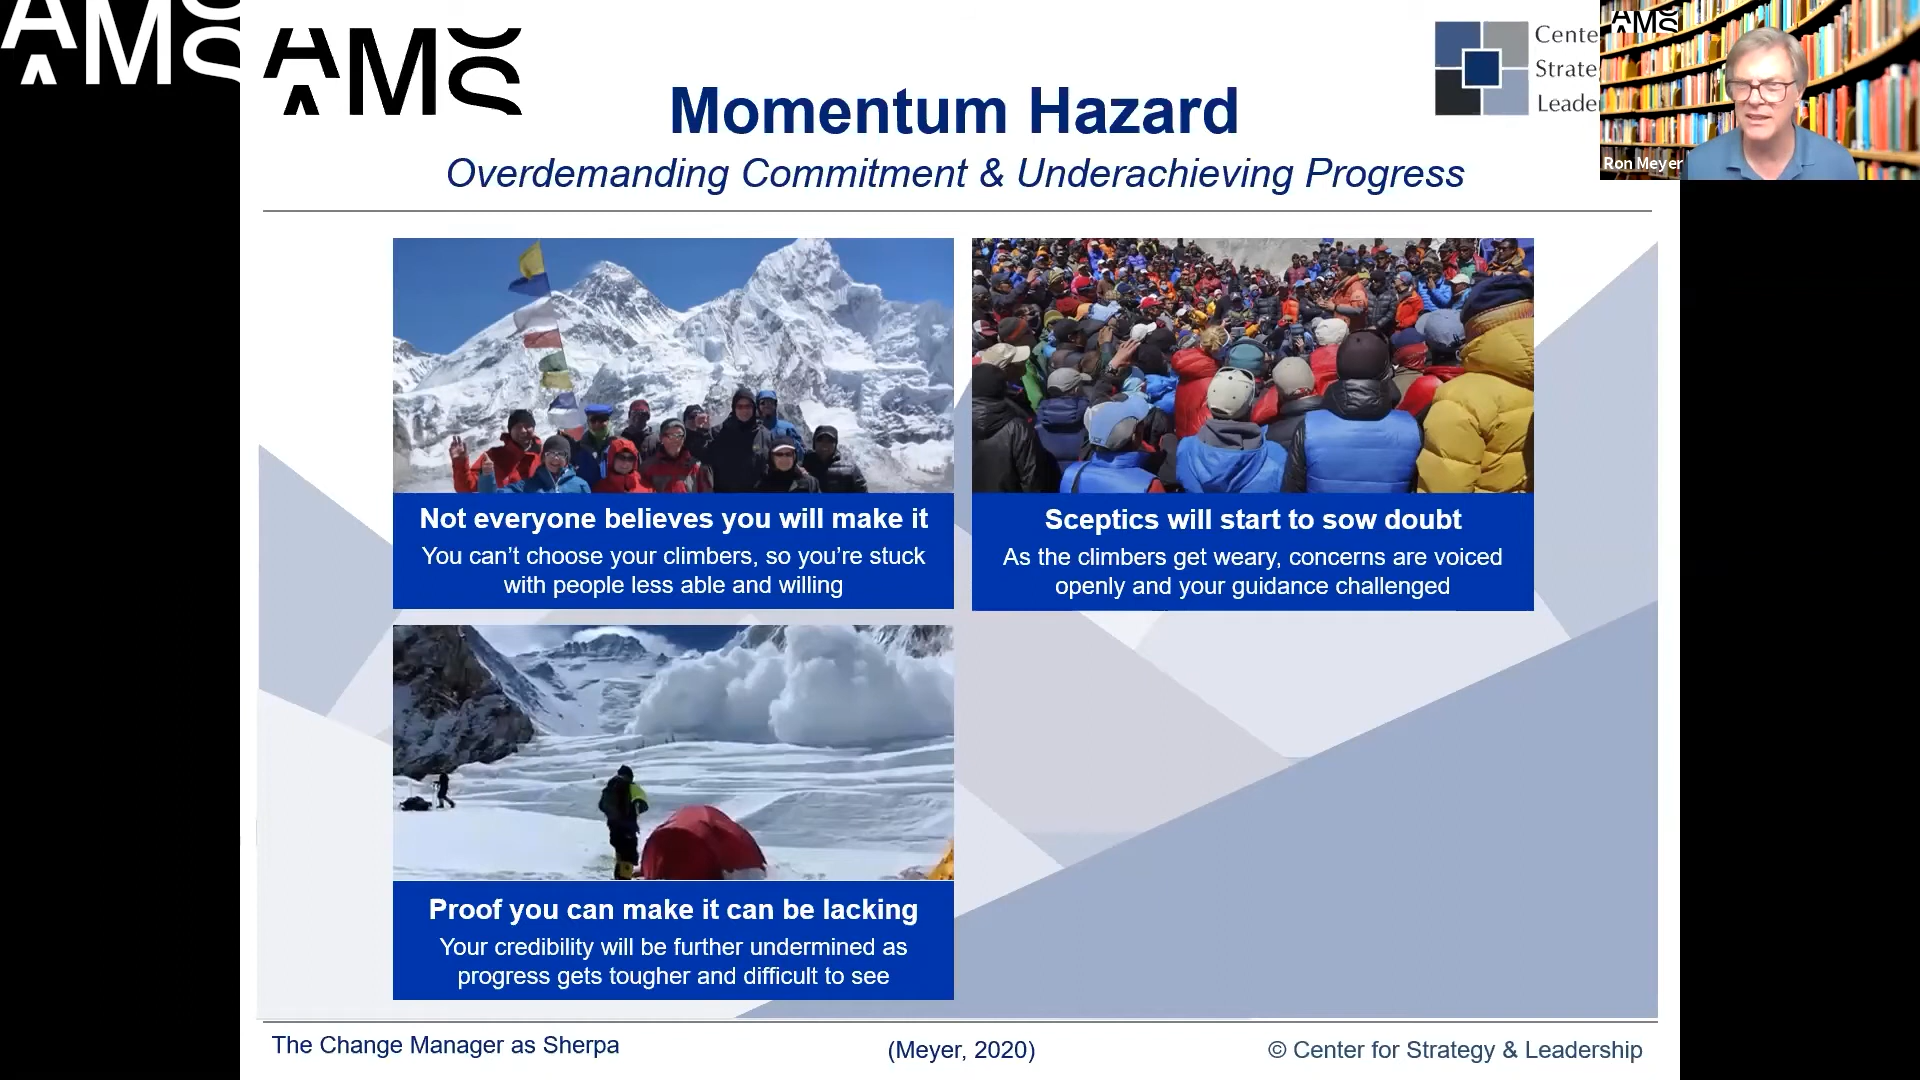 AMS
AMS
Momentum Hazard
Overdemanding Commitment & Underachieving Progress
Cente
Strate
Leade
AMS
Ron Meyer
Not everyone believes you will make it
You can’t choose your climbers, so you’re stuck
with people less able and willing
Sceptics will start to sow doubt
As the climbers get weary, concerns are voiced
openly and your guidance challenged
Proof you can make it can be lacking
Your credibility will be further undermined as
progress gets tougher and difficult to see
The Change Manager as Sherpa
(Meyer, 2020)
© Center for Strategy & Leadership